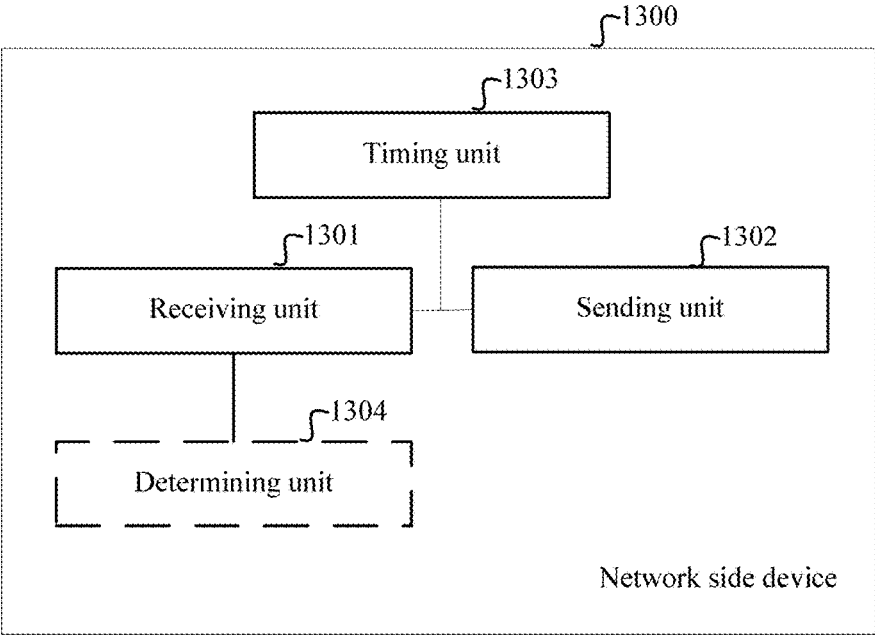 1300
1303
Timing unit
1301
1302
Receiving unit
Sending unit
1304
Determining unit
Network side device